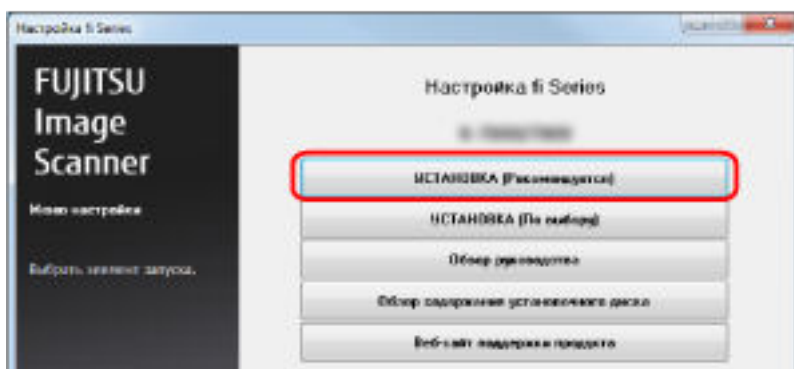 Настройка fi Series
FUJITSU
Image
Scanner
Меню настройки
Выбрать элемент запуска.
Настройка fi Series
УСТАНОВКА (Рекомендуется)
УСТАНОВКА (По выбору)
Обзор руководства
Обзор содержания установочного диска
Веб-сайт поддержки продукта